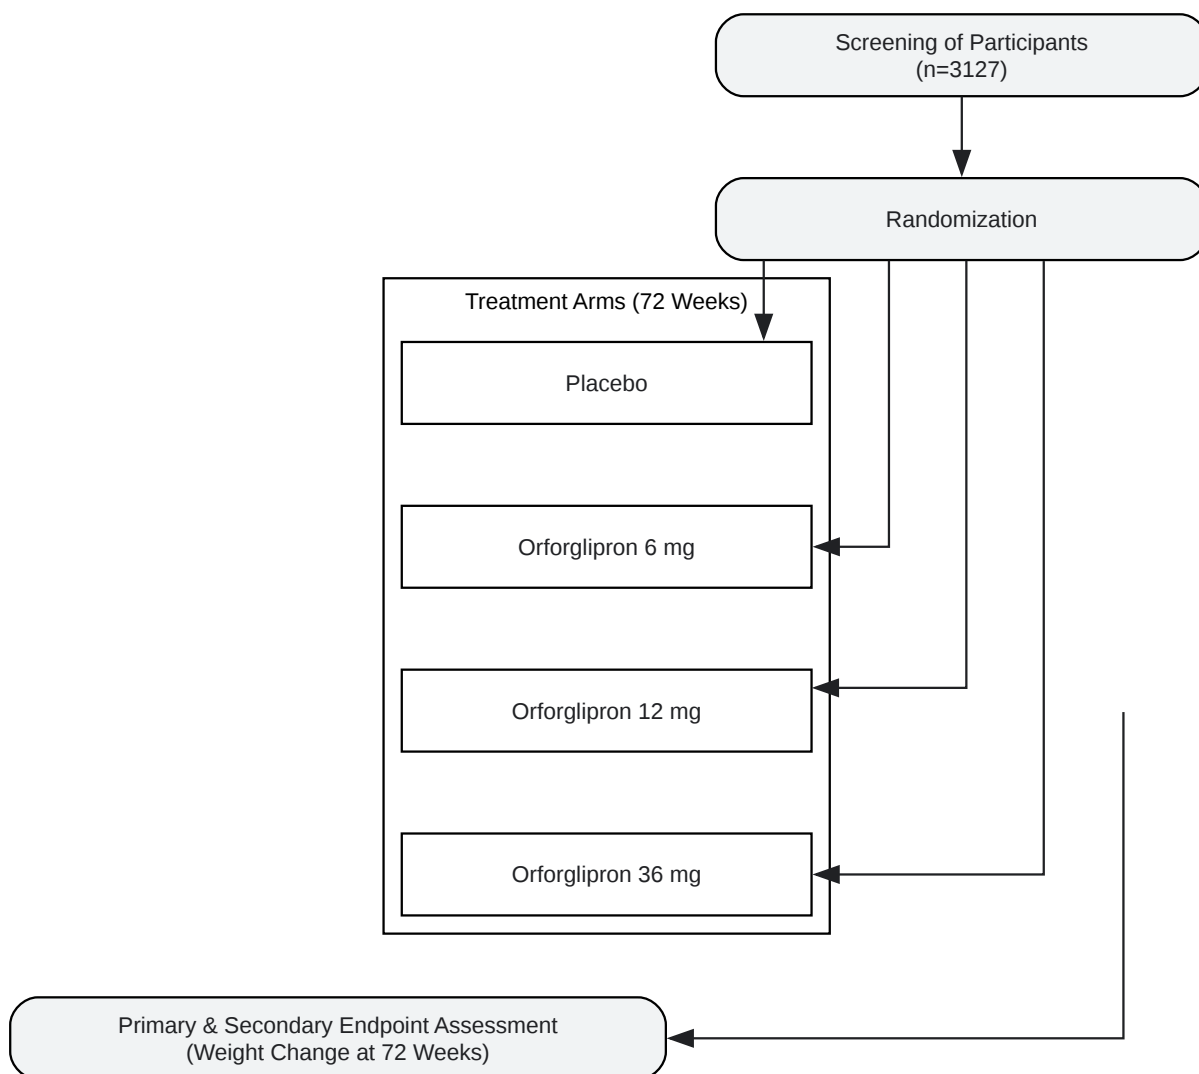 Screening of Participants
(n=3127)
Randomization
Treatment Arms (72 Weeks)
Placebo
Orforglipron 6 mg
Orforglipron 12 mg
Orforglipron 36 mg
Primary & Secondary Endpoint Assessment
(Weight Change at 72 Weeks)